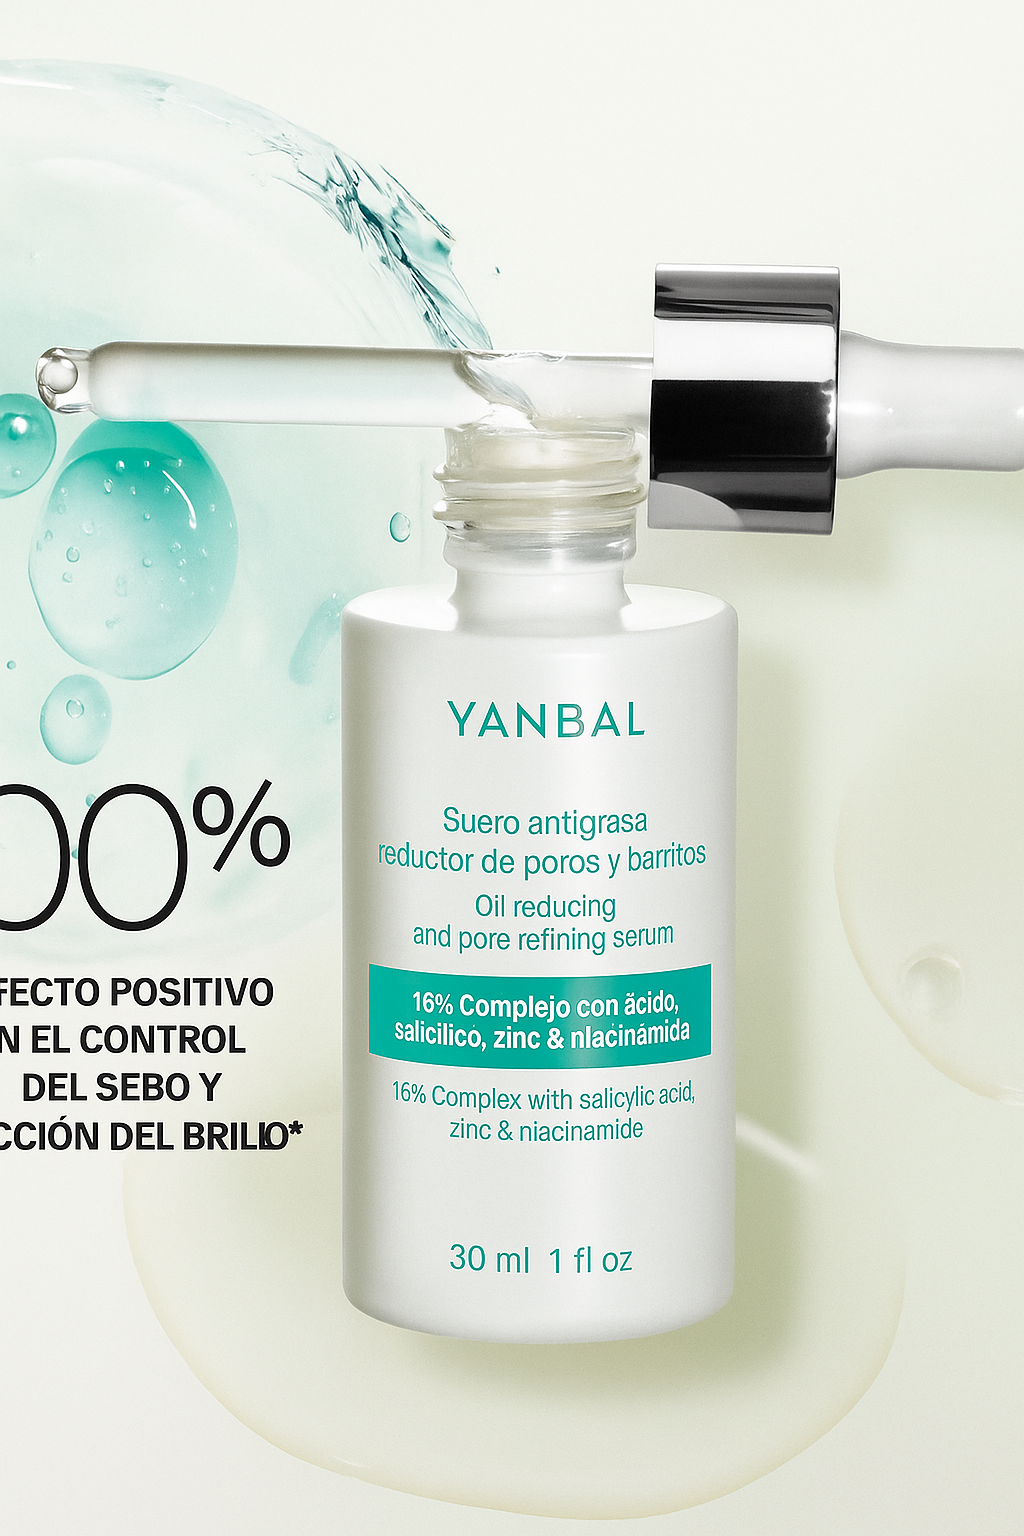 YANBAL
Suero antigrasa
reductor de poros y barritos
Oil reducing
and pore refining serum
16% Complejo con ăcido,
salicilicó, zinc & nlacinámida
16% Complex with salicylic acid,
zinc & niacinamide
30 ml 1 fl oz
00%
FECTO POSITIVO
N EL CONTROL
DEL SEBO Y
CCIÓN DEL BRILLO*